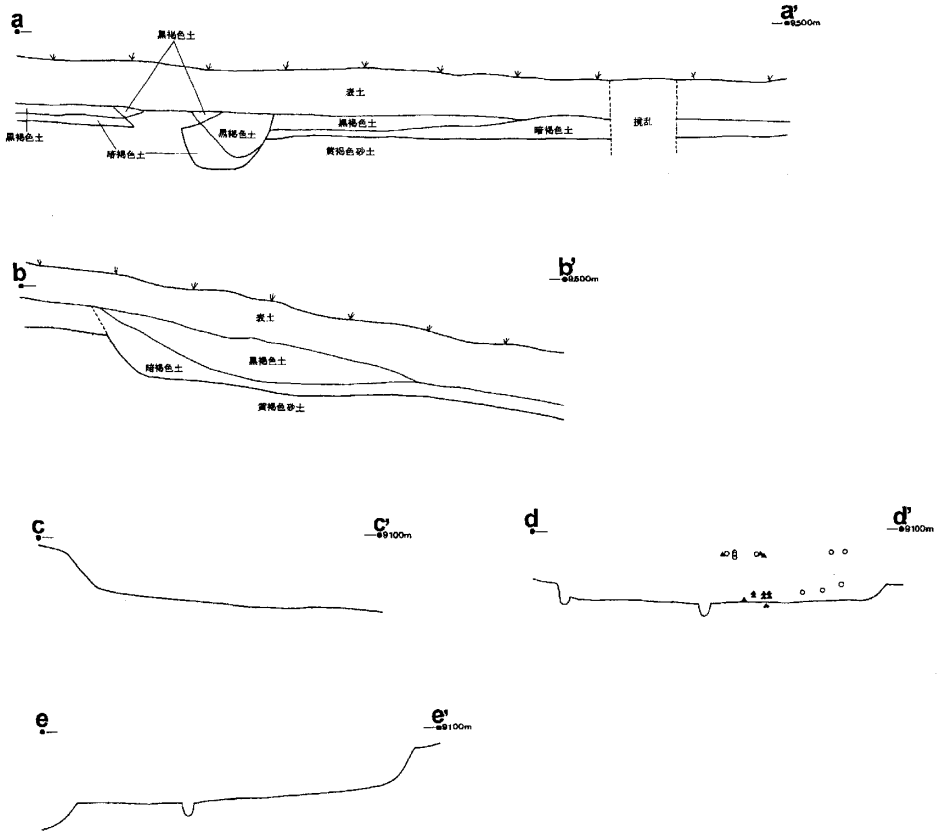 a
a'
9,500m
黒褐色土
表土
黒褐色土
黒褐色土
黒褐色土
暗褐色土
攪乱
暗褐色土
黄褐色砂土
b
b'
9,500m
表土
黒褐色土
暗褐色土
黄褐色砂土
c
c'
9,100m
d
d'
9,100m
e
e'
9,100m